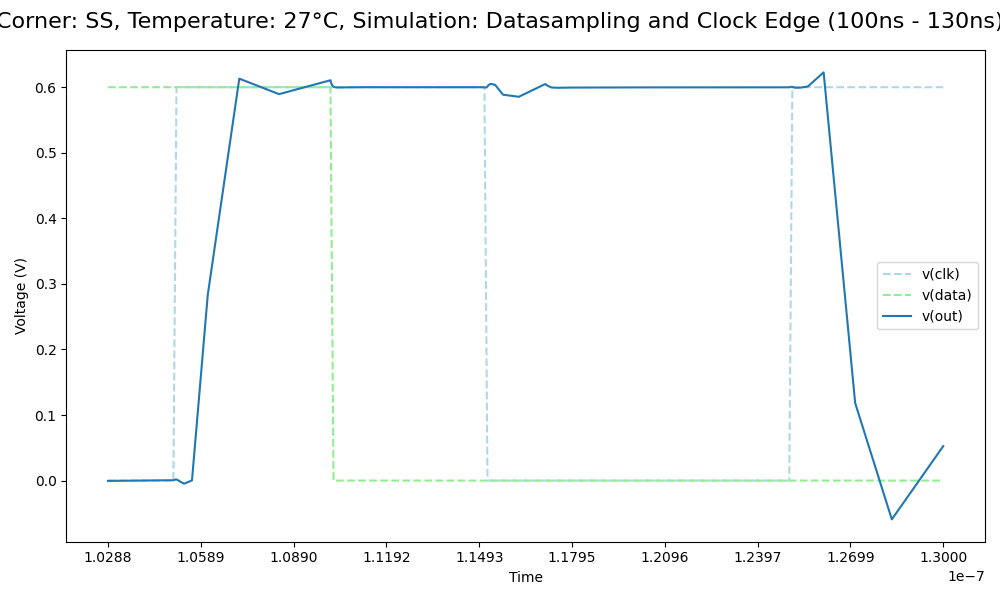 Corner: SS, Temperature: 27°C, Simulation: Datasampling and Clock Edge (100ns - 130ns)
Voltage (V)
0.6
0.5
0.4
0.3
0.2
0.1
0.0
v(clk)
v(data)
v(out)
1.0288 1.0589 1.0890 1.1192 1.1493 1.1795 1.2096 1.2397 1.2699 1.3000
1e−7
Time